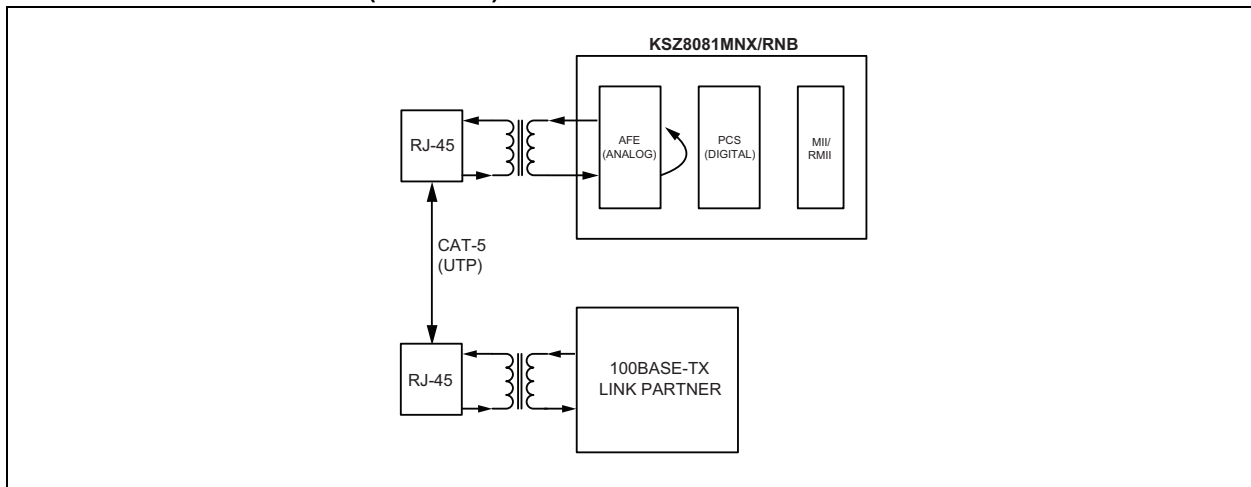 KSZ8081MNX/RNB
RJ-45
AFE
(ANALOG)
PCS
(DIGITAL)
MII/
RMII
CAT-5
(UTP)
RJ-45
100BASE-TX
LINK PARTNER